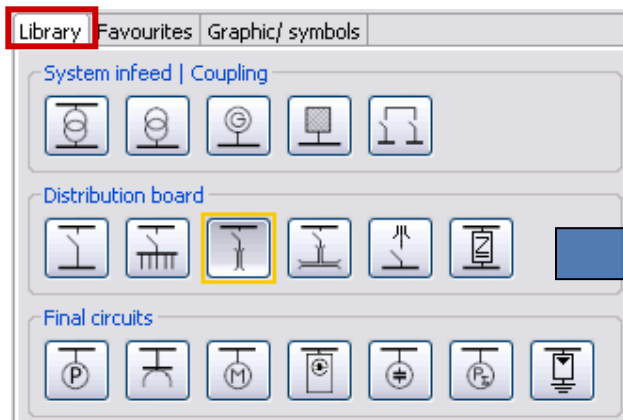 Library Favourites Graphic/ symbols
System infeed | Coupling
G
Distribution board
Z
Final circuits
P M P